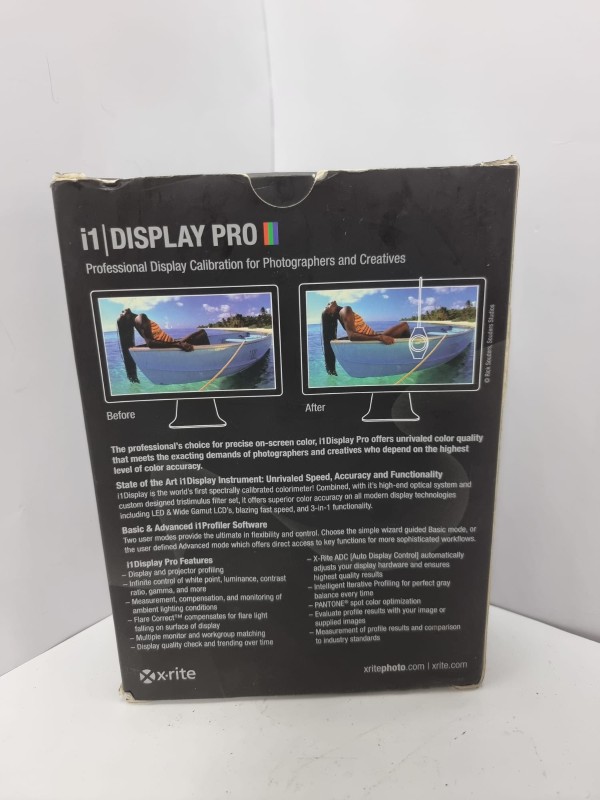 i1|DISPLAY PRO
Professional Display Calibration for Photographers and Creatives
© Rick Souders, Souders Studios
Before
After
The professional's choice for precise on-screen color, i1Display Pro offers unrivaled color quality
that meets the exacting demands of photographers and creatives who depend on the highest
level of color accuracy.
State of the Art i1Display Instrument: Unrivaled Speed, Accuracy and Functionality
i1Display is the world's first spectrally calibrated colorimeter! Combined, with it's high-end optical system and
custom designed tristimulus filter set, it offers superior color accuracy on all modern display technologies
including LED & Wide Gamut LCD's, blazing fast speed, and 3-in-1 functionality.
Basic & Advanced i1Profiler Software
Two user modes provide the ultimate in flexibility and control. Choose the simple wizard guided Basic mode, or
the user defined Advanced mode which offers direct access to key functions for more sophisticated workflows.
i1Display Pro Features
– Display and projector profiling
– Infinite control of white point, luminance, contrast
ratio, gamma, and more
– Measurement, compensation, and monitoring of
ambient lighting conditions
– Flare Correct™ compensates for flare light
falling on surface of display
– Multiple monitor and workgroup matching
– Display quality check and trending over time
– X-Rite ADC [Auto Display Control] automatically
adjusts your display hardware and ensures
highest quality results
– Intelligent Iterative Profiling for perfect gray
balance every time
– PANTONE® spot color optimization
– Evaluate profile results with your image or
supplied images
– Measurement of profile results and comparison
to industry standards
x·rite
xritephoto.com | xrite.com